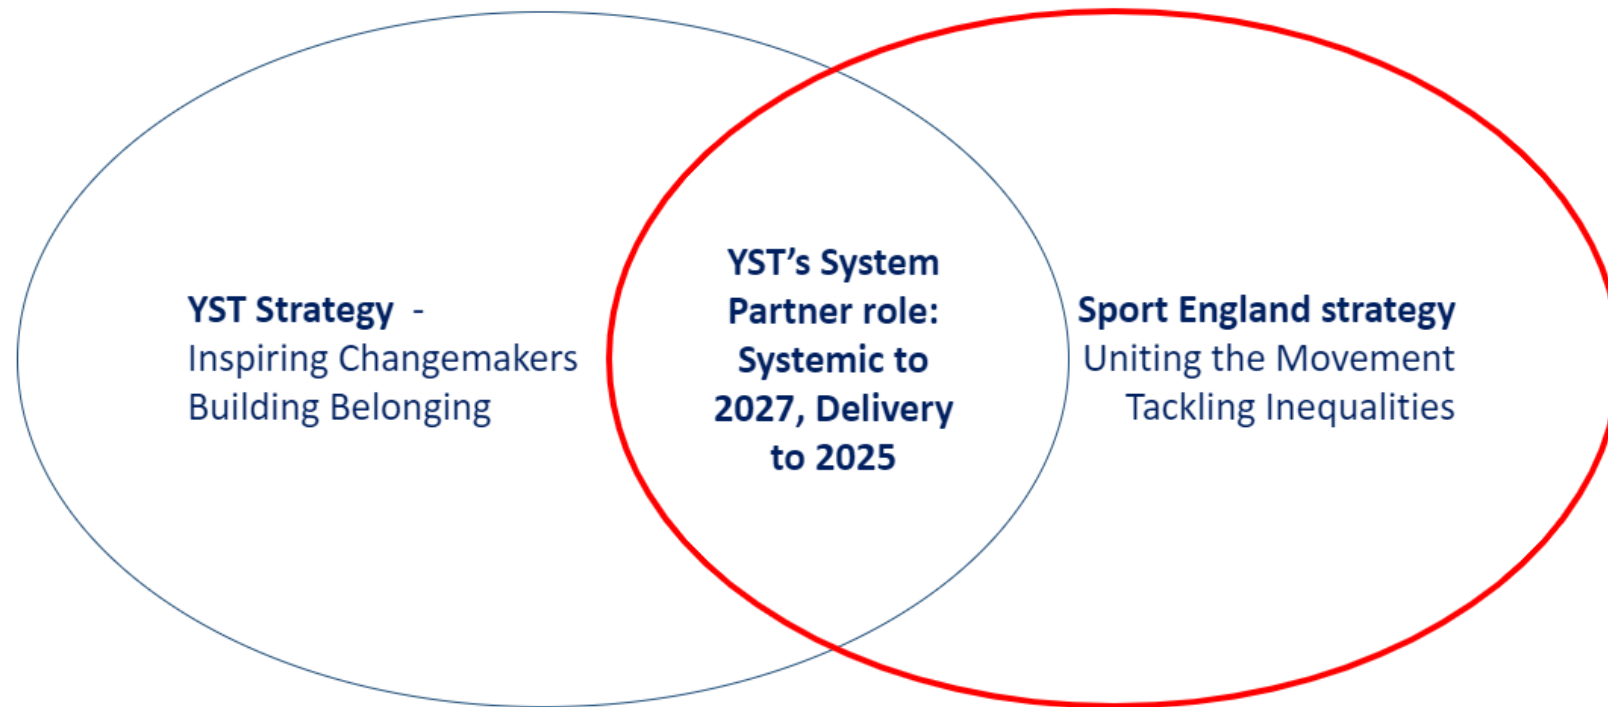 YST Strategy -
Inspiring Changemakers
Building Belonging
YST’s System
Partner role:
Systemic to
2027, Delivery
to 2025
Sport England strategy
Uniting the Movement
Tackling Inequalities